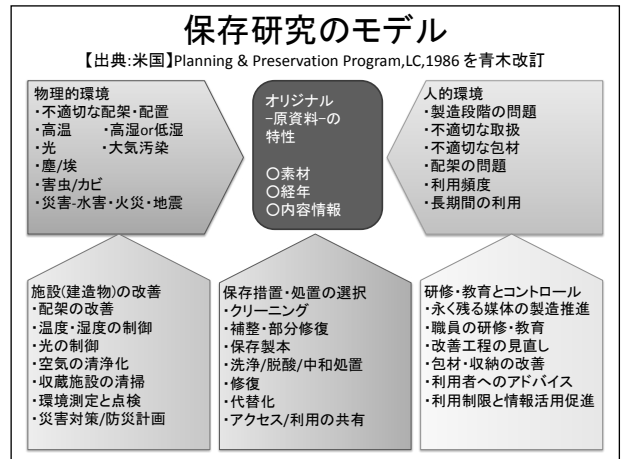 保存研究のモデル
【出典:米国】Planning & Preservation Program,LC,1986 を青木改訂
物理的環境
・不適切な配架・配置
・高温　・高湿or低湿
・光　・大気汚染
・塵/埃
・害虫/カビ
・災害-水害・火災・地震
オリジナル
−原資料−の
特性
○素材
○経年
○内容情報
人的環境
・製造段階の問題
・不適切な取扱
・不適切な包材
・配架の問題
・利用頻度
・長期間の利用
施設(建造物)の改善
・配架の改善
・温度・湿度の制御
・光の制御
・空気の清浄化
・収蔵施設の清掃
・環境測定と点検
・災害対策/防災計画
保存措置・処置の選択
・クリーニング
・補整・部分修復
・保存製本
・洗浄/脱酸/中和処置
・修復
・代替化
・アクセス/利用の共有
研修・教育とコントロール
・永く残る媒体の製造推進
・職員の研修・教育
・改善工程の見直し
・包材・収納の改善
・利用者へのアドバイス
・利用制限と情報活用促進